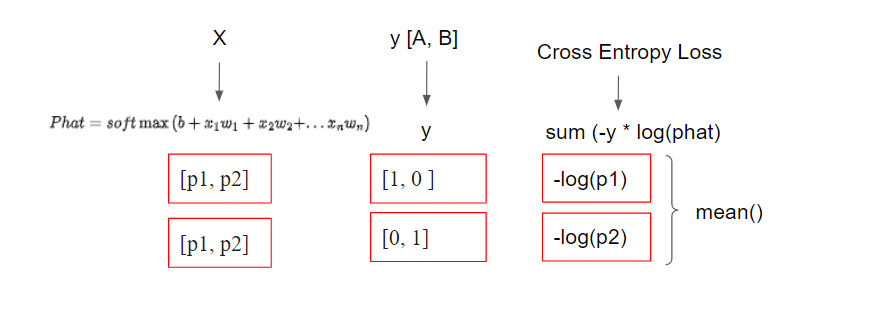 X
y [A, B]
Cross Entropy Loss
Phat = soft max (b + x₁w₁ + x₂w₂+…xₙwₙ)
y
sum (-y * log(phat)
[p1, p2]
[1, 0 ]
-log(p1)
mean()
[p1, p2]
[0, 1]
-log(p2)